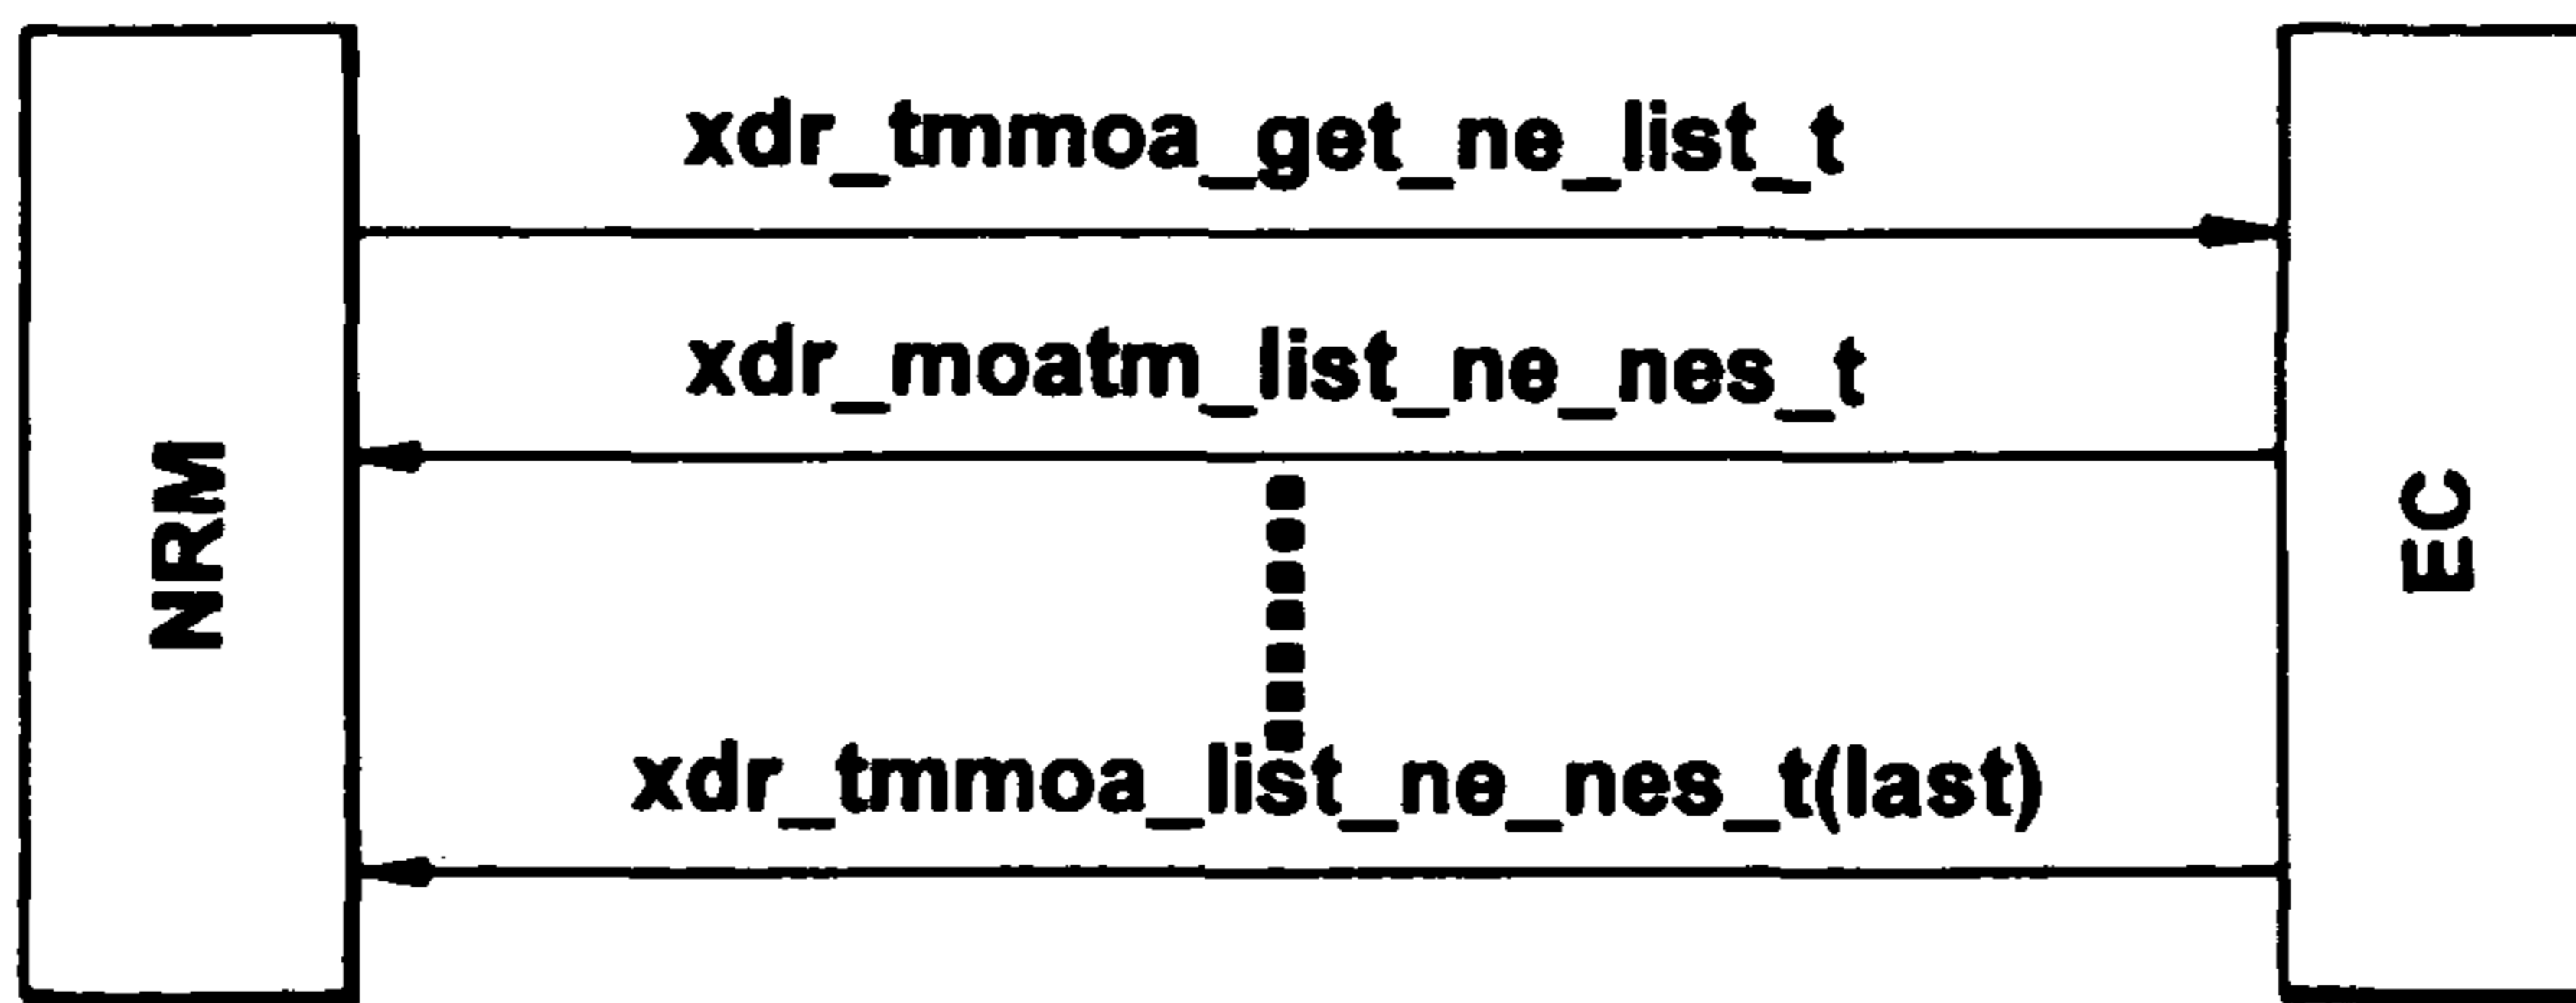 xdr_tmmoa_get_ne_list_t
xdr_moatm_list_ne_nes_t
NRM
EC
xdr_tmmoa_list_ne_nes_t(last)